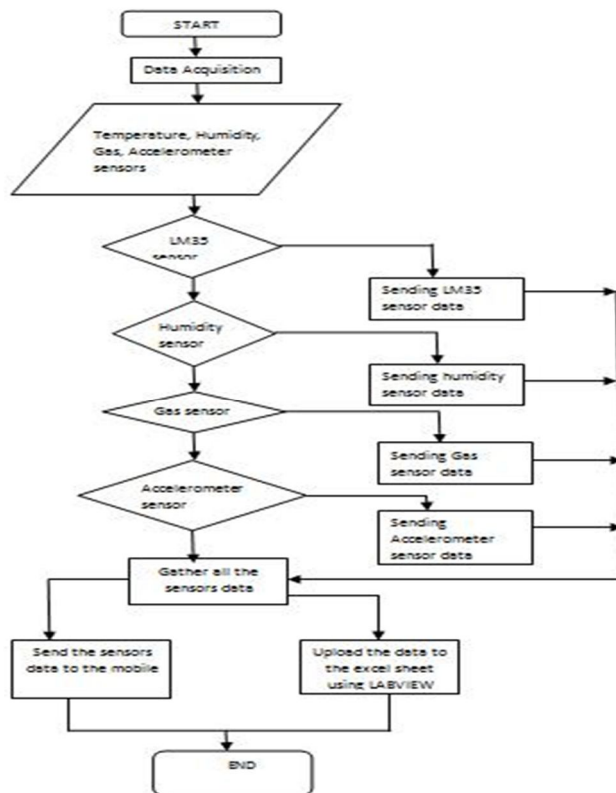 START
Data Acquisition
Temperature, Humidity,
Gas, Accelerometer
sensors
LM35
sensor
Sending LM35
sensor data
Humidity
sensor
Sending humidity
sensor data
Gas sensor
Sending Gas
sensor data
Accelerometer
sensor
Sending
Accelerometer
sensor data
Gather all the
sensors data
Send the sensors
data to the mobile
Upload the data to
the excel sheet
using LABVIEW
END